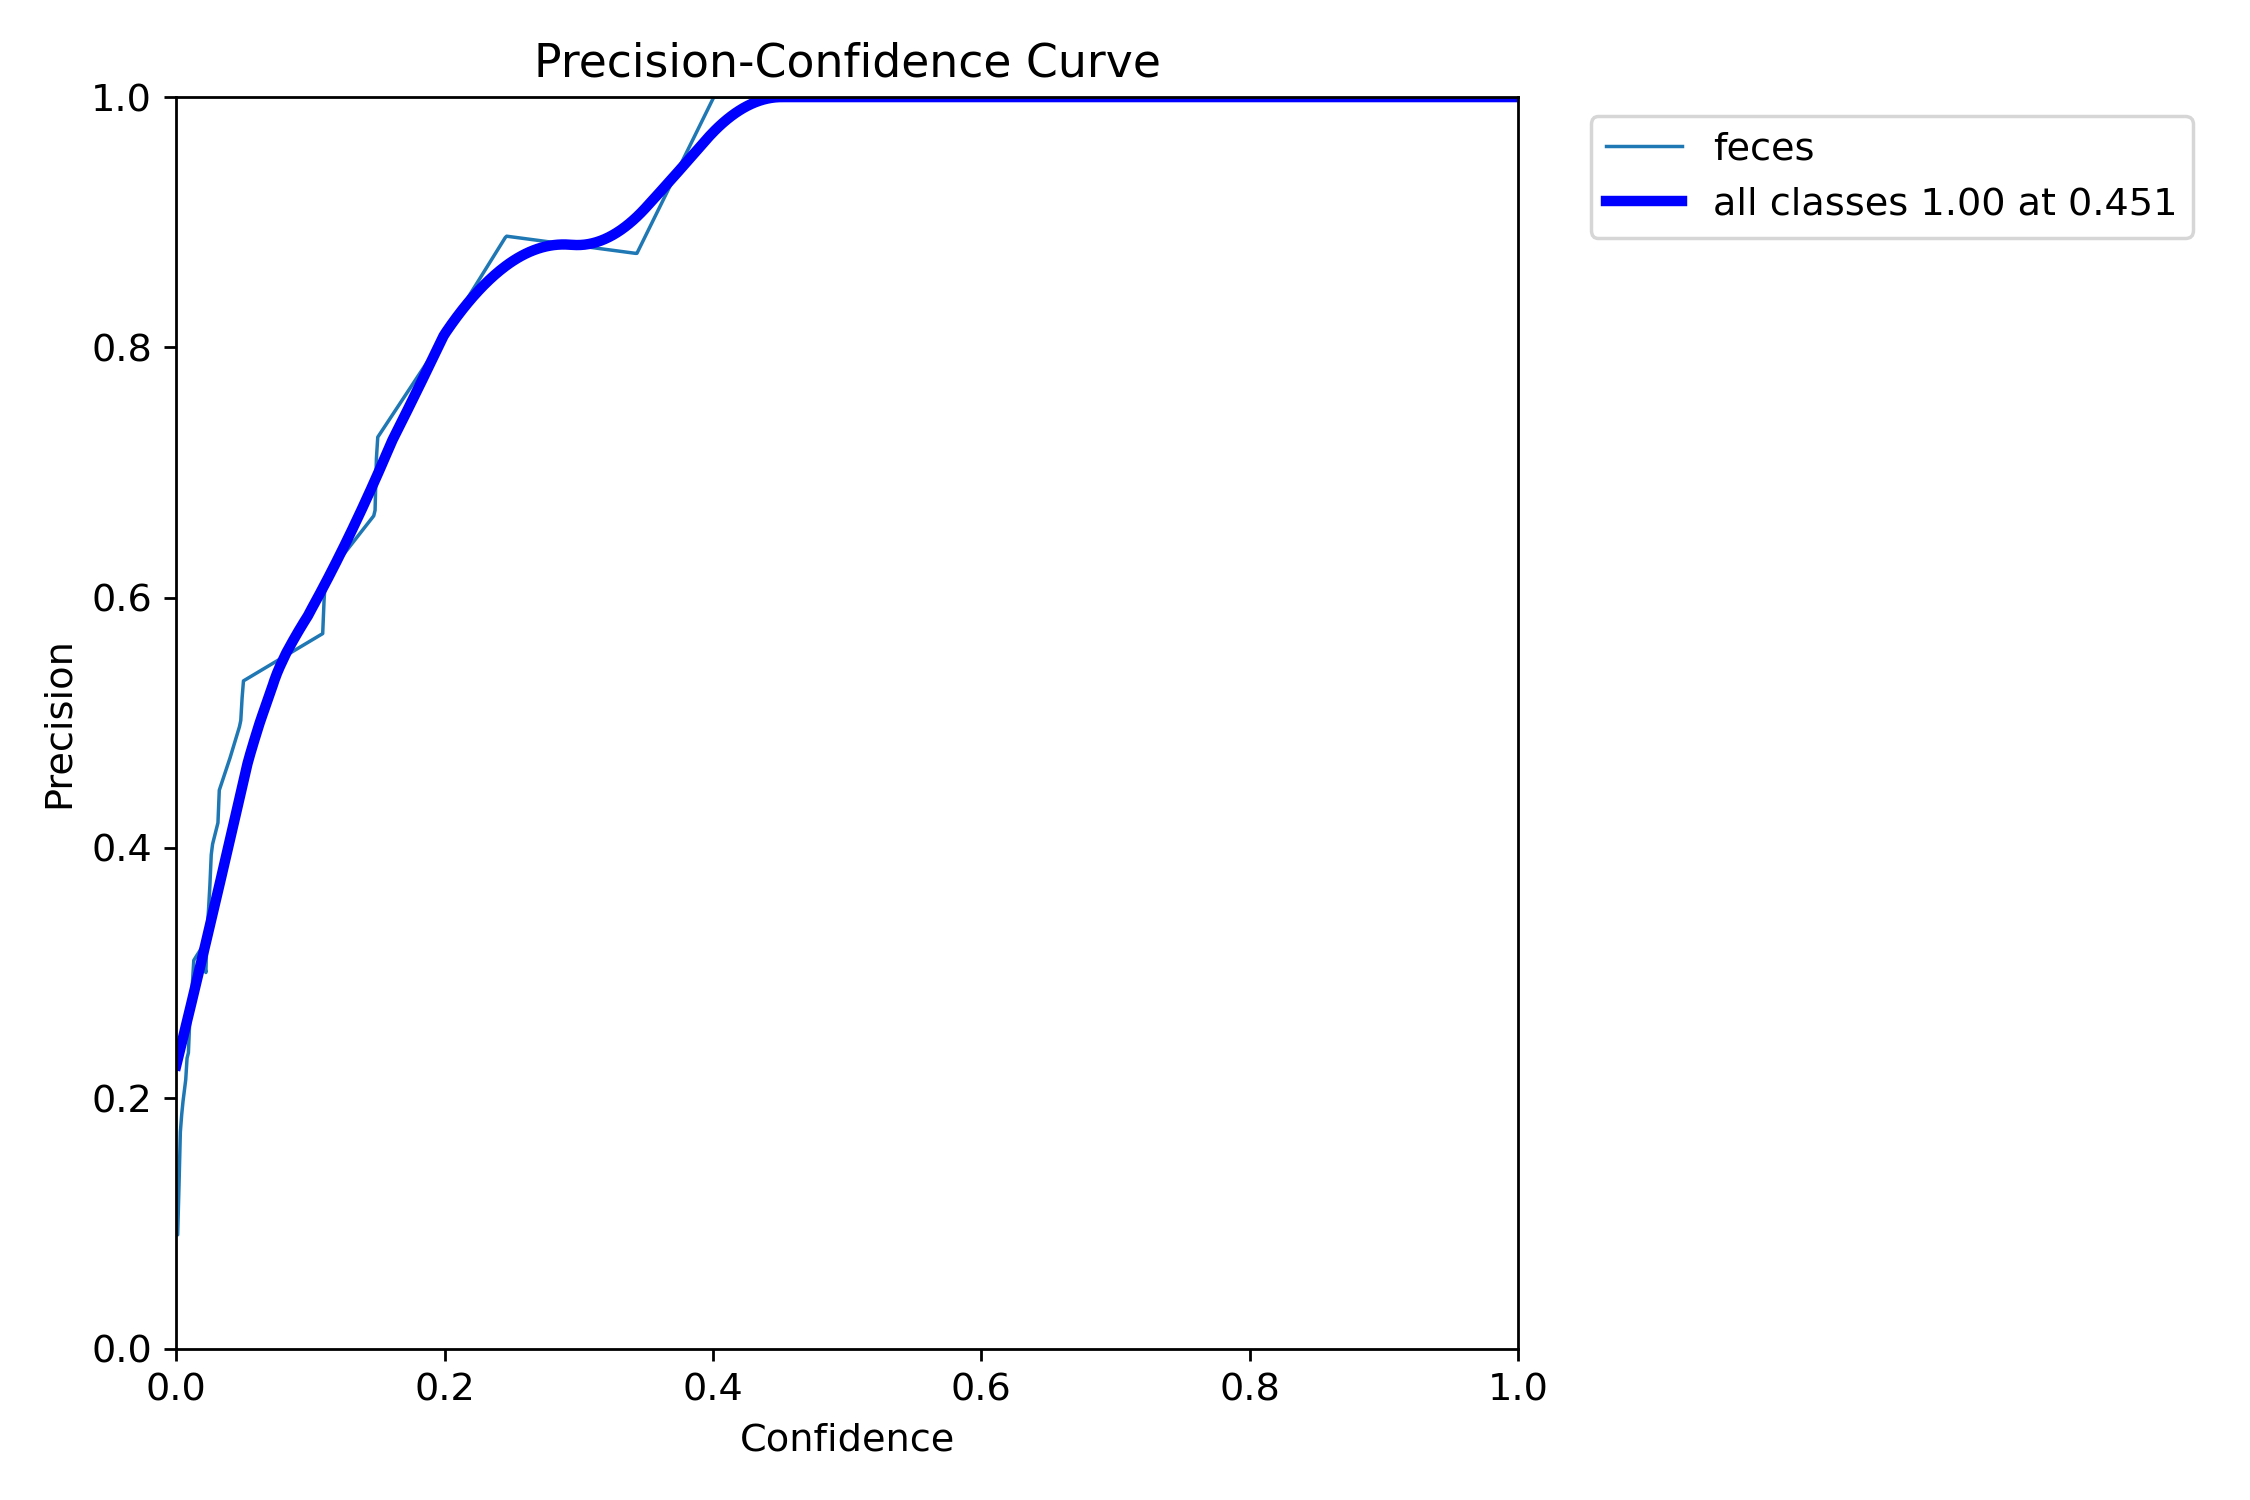 Precision-Confidence Curve
1.0
0.8
0.6
0.4
0.2
0.0
Precision
0.0 0.2 0.4 0.6 0.8 1.0
Confidence
feces
all classes 1.00 at 0.451